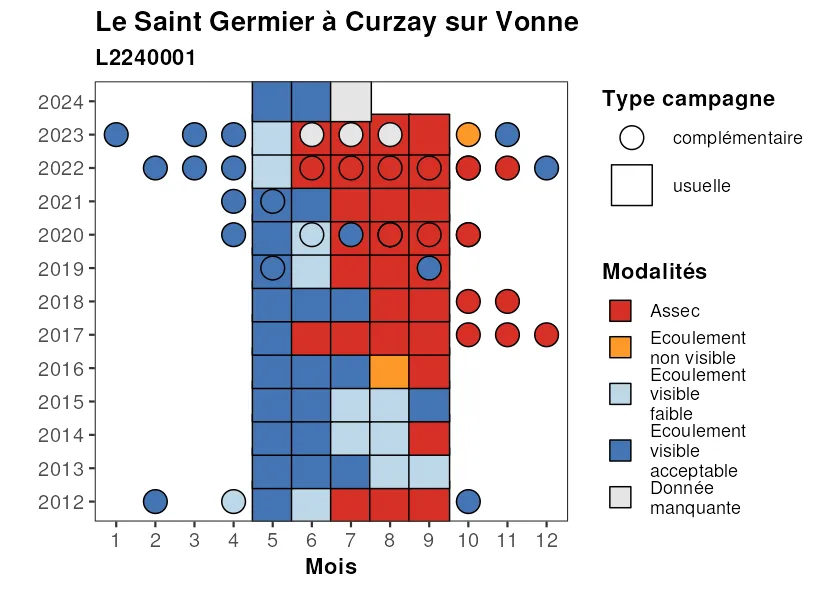 Le Saint Germier à Curzay sur Vonne
L2240001
2024
2023
2022
2021
2020
2019
2018
2017
2016
2015
2014
2013
2012
1 2 3 4 5 6 7 8 9 10 11 12
Mois
Type campagne
complémentaire
usuelle
Modalités
Assec
Ecoulement
non visible
Ecoulement
visible
faible
Ecoulement
visible
acceptable
Donnée
manquante